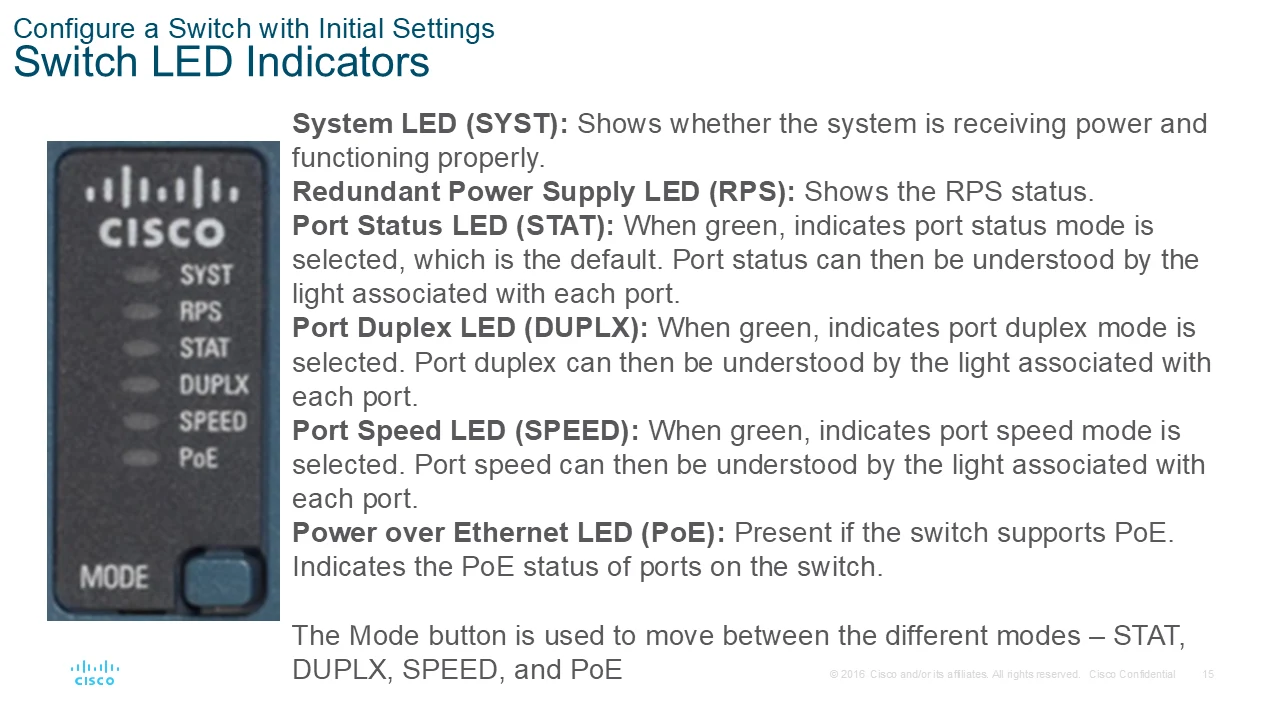 Configure a Switch with Initial Settings
Switch LED Indicators
System LED (SYST): Shows whether the system is receiving power and
functioning properly.
Redundant Power Supply LED (RPS): Shows the RPS status.
Port Status LED (STAT): When green, indicates port status mode is
selected, which is the default. Port status can then be understood by the
light associated with each port.
Port Duplex LED (DUPLX): When green, indicates port duplex mode is
selected. Port duplex can then be understood by the light associated with
each port.
Port Speed LED (SPEED): When green, indicates port speed mode is
selected. Port speed can then be understood by the light associated with
each port.
Power over Ethernet LED (PoE): Present if the switch supports PoE.
Indicates the PoE status of ports on the switch.
The Mode button is used to move between the different modes – STAT,
DUPLX, SPEED, and PoE
CISCO
SYST
RPS
STAT
DUPLX
SPEED
PoE
MODE
CISCO
© 2016 Cisco and/or its affiliates. All rights reserved. Cisco Confidential
15